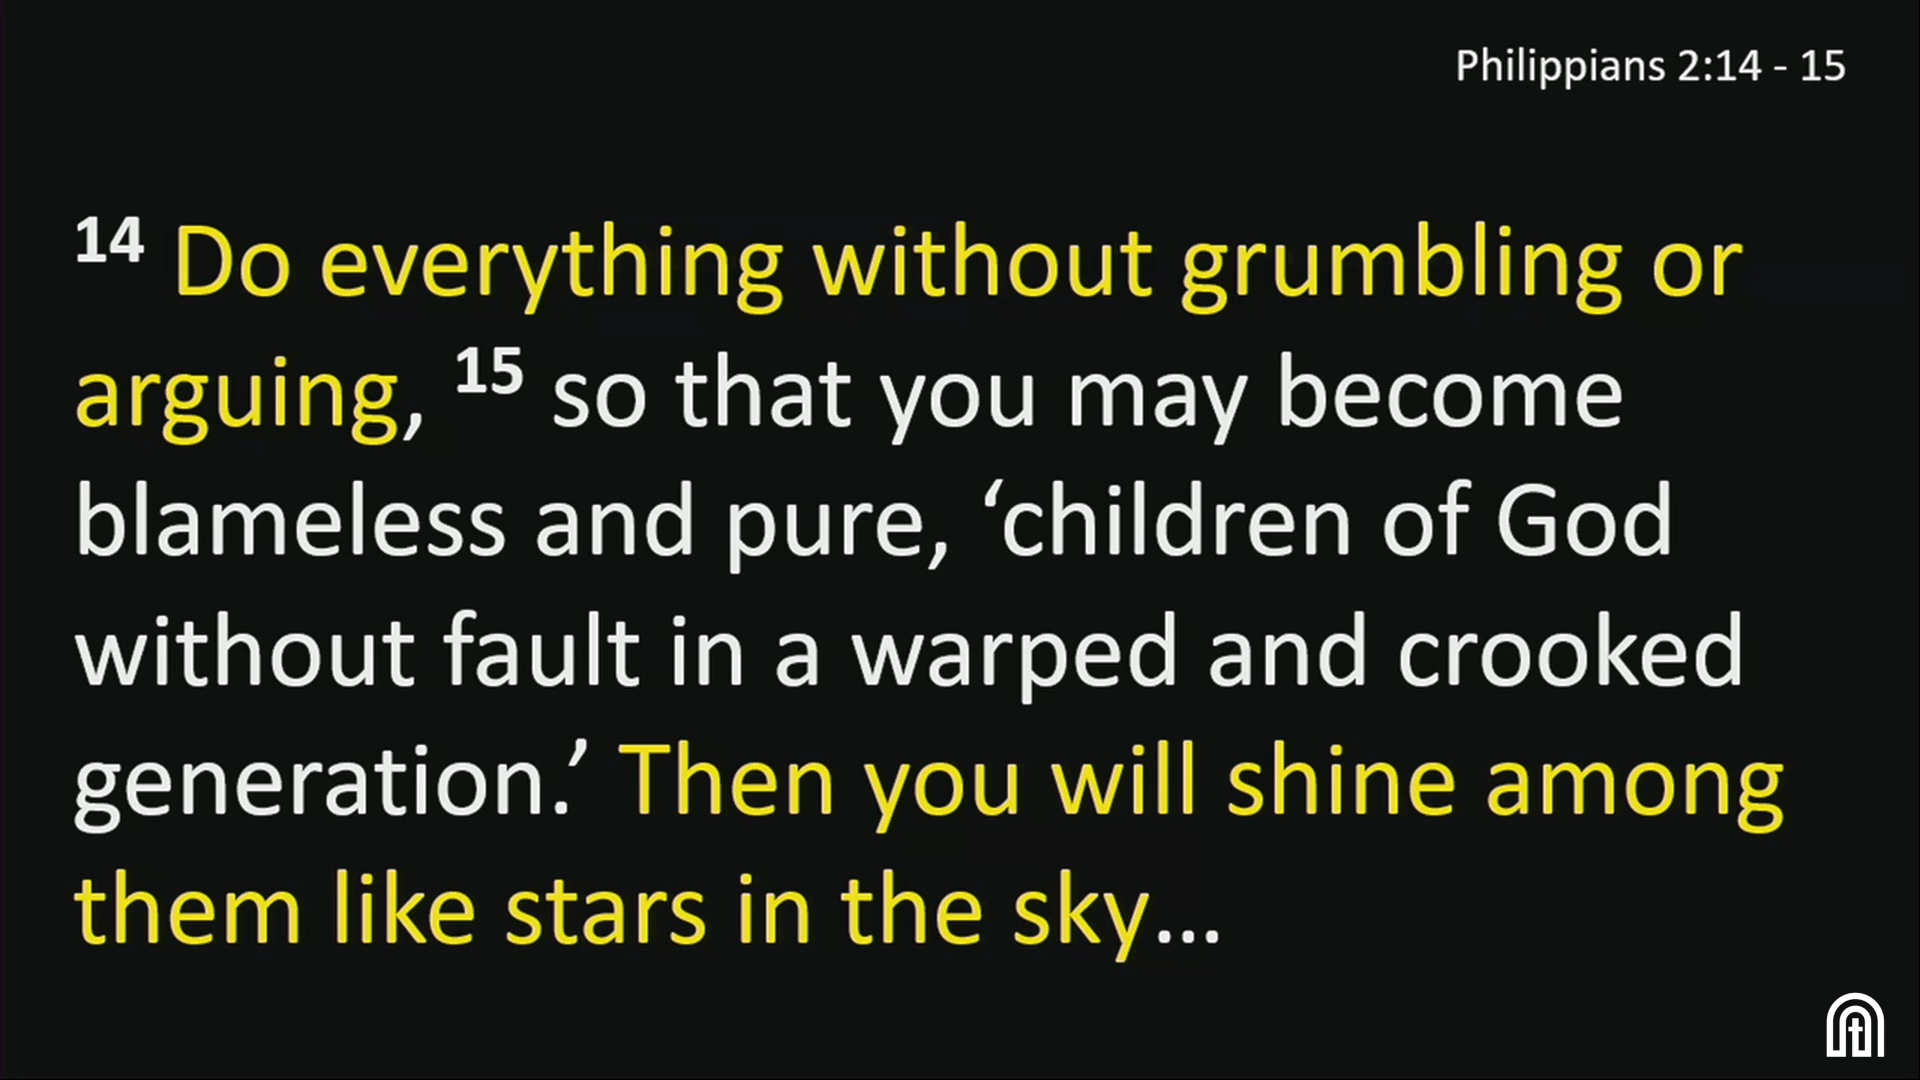 Philippians 2:14 - 15
14 Do everything without grumbling or
arguing, 15 so that you may become
blameless and pure, ‘children of God
without fault in a warped and crooked
generation.’ Then you will shine among
them like stars in the sky...